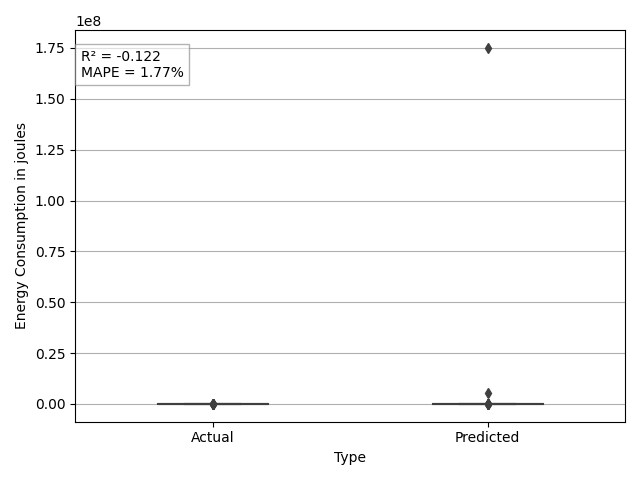 1e8
R² = -0.122
MAPE = 1.77%
1.75
1.50
1.25
1.00
0.75
0.50
0.25
0.00
Energy Consumption in joules
Actual
Predicted
Type